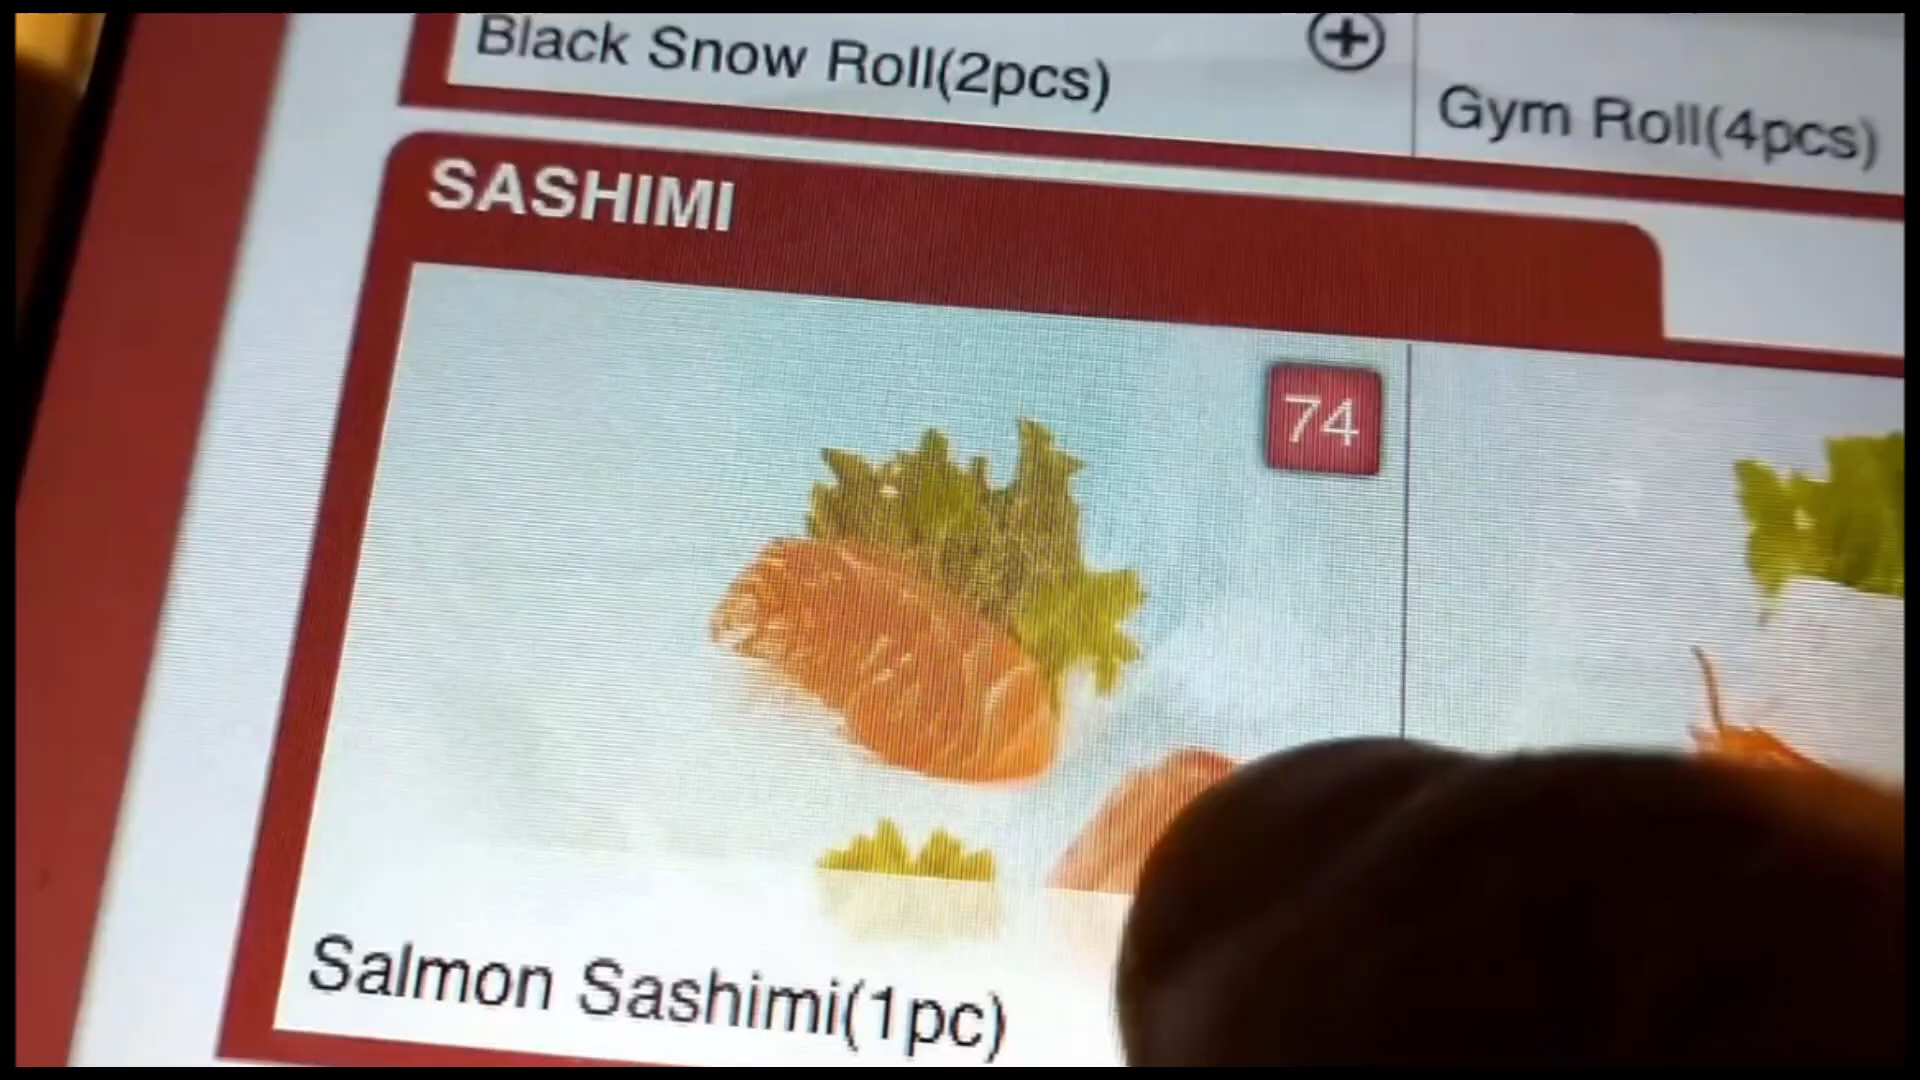 Black Snow Roll(2pcs)
Gym Roll(4pcs)
SASHIMI
74
Salmon Sashimi(1pc)